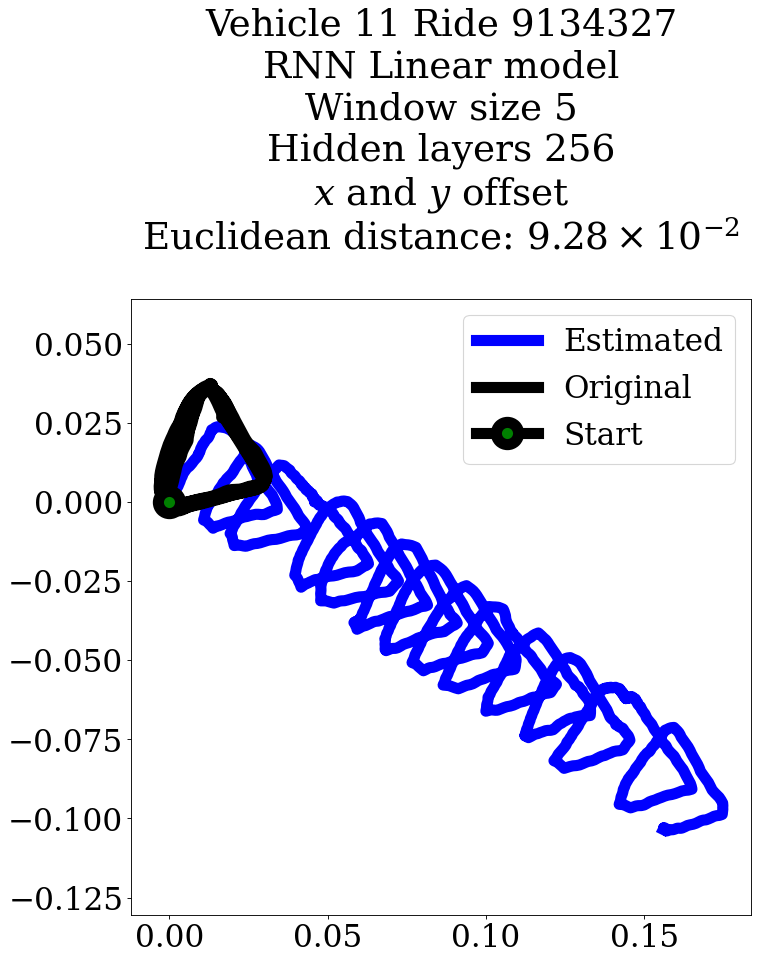 Vehicle 11 Ride 9134327
RNN Linear model
Window size 5
Hidden layers 256
x and y offset
Euclidean distance: 9.28 × 10⁻²
Estimated
Original
Start
0.050
0.025
0.000
−0.025
−0.050
−0.075
−0.100
−0.125
0.00 0.05 0.10 0.15